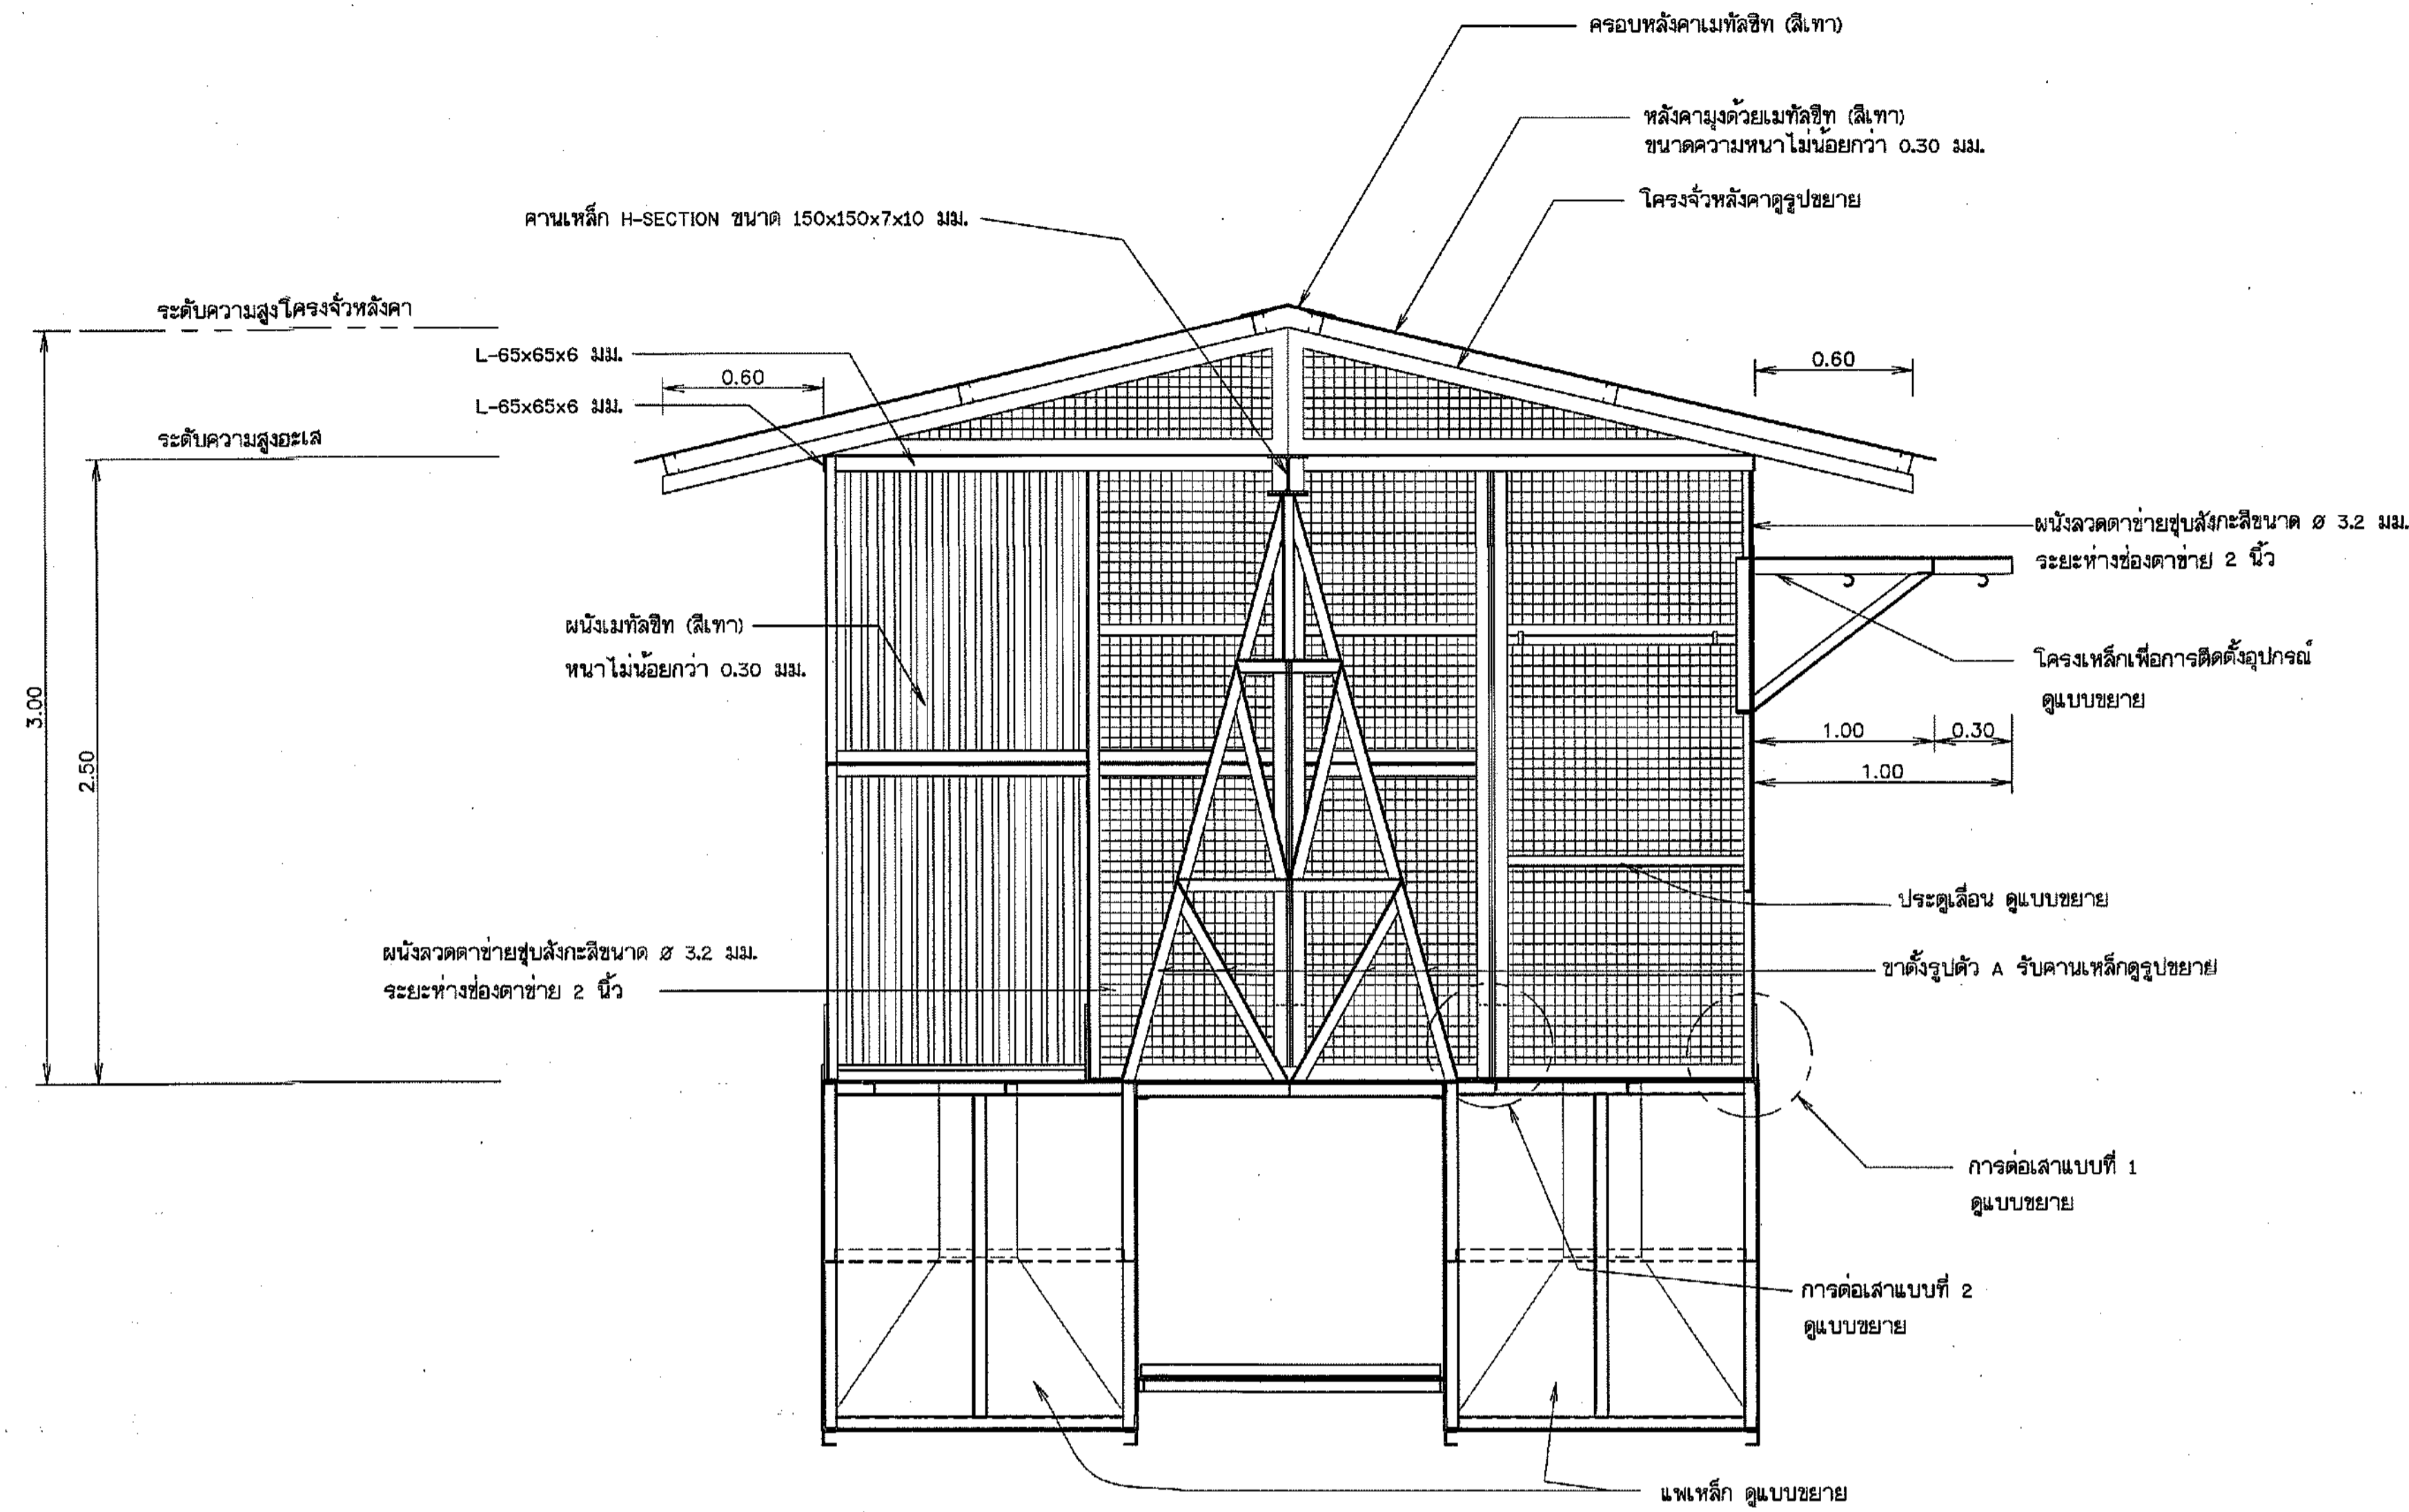 ครอบหลังคาเมทัลชีท (สีเทา)
หลังคามุงด้วยเมทัลชีท (สีเทา)
ขนาดความหนาไม่น้อยกว่า 0.30 มม.
โครงจั่วหลังคาดูรูปขยาย
คานเหล็ก H-SECTION ขนาด 150x150x7x10 มม.
ระดับความสูงโครงจั่วหลังคา
L-65x65x6 มม.
0.60
0.60
L-65x65x6 มม.
ระดับความสูงอะเส
ผนังลวดตาข่ายชุบสังกะสีขนาด Ø 3.2 มม.
ระยะห่างช่องตาข่าย 2 นิ้ว
ผนังเมทัลชีท (สีเทา)
หนาไม่น้อยกว่า 0.30 มม.
โครงเหล็กเพื่อการติดตั้งอุปกรณ์
ดูแบบขยาย
3.00
2.50
1.00
0.30
1.00
ประตูเลื่อน ดูแบบขยาย
ผนังลวดตาข่ายชุบสังกะสีขนาด Ø 3.2 มม.
ระยะห่างช่องตาข่าย 2 นิ้ว
ขาตั้งรูปตัว A รับคานเหล็กดูรูปขยาย
การต่อเสาแบบที่ 1
ดูแบบขยาย
การต่อเสาแบบที่ 2
ดูแบบขยาย
แพเหล็ก ดูแบบขยาย